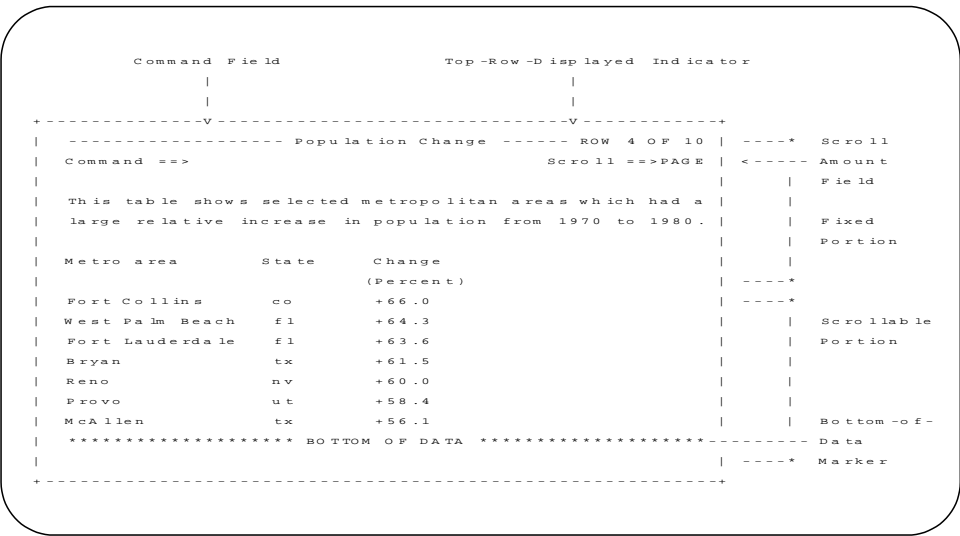 Command Field Top-Row-Displayed Indicator
| |
| |
+---------------V-------------------------------V-------------+
| ------------------- Population Change ------ ROW 4 OF 10 | ----* Scroll
| Command ==> Scroll ==>PAGE | <----- Amount
| | | Field
| This table shows selected metropolitan areas which had a | |
| large relative increase in population from 1970 to 1980. | | Fixed
| | | Portion
| Metro area State Change | |
| (Percent) | ----*
| Fort Collins co +66.0 | ----*
| West Palm Beach fl +64.3 | | Scrollable
| Fort Lauderdale fl +63.6 | | Portion
| Bryan tx +61.5 | |
| Reno nv +60.0 | |
| Provo ut +58.4 | |
| McAllen tx +56.1 | | Bottom-of-
| ******************** BOTTOM OF DATA ********************--------- Data
| | ----* Marker
+-------------------------------------------------------------+